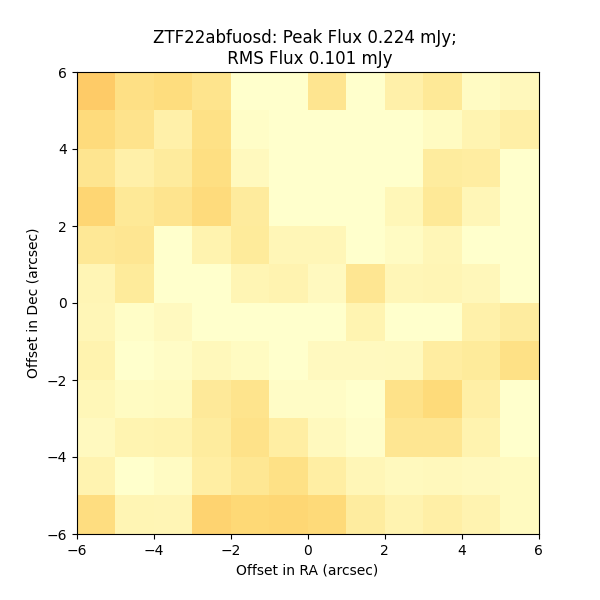 ZTF22abfuosd: Peak Flux 0.224 mJy;
RMS Flux 0.101 mJy
6
4
2
0
−2
−4
−6
Offset in Dec (arcsec)
−6 −4 −2 0 2 4 6
Offset in RA (arcsec)